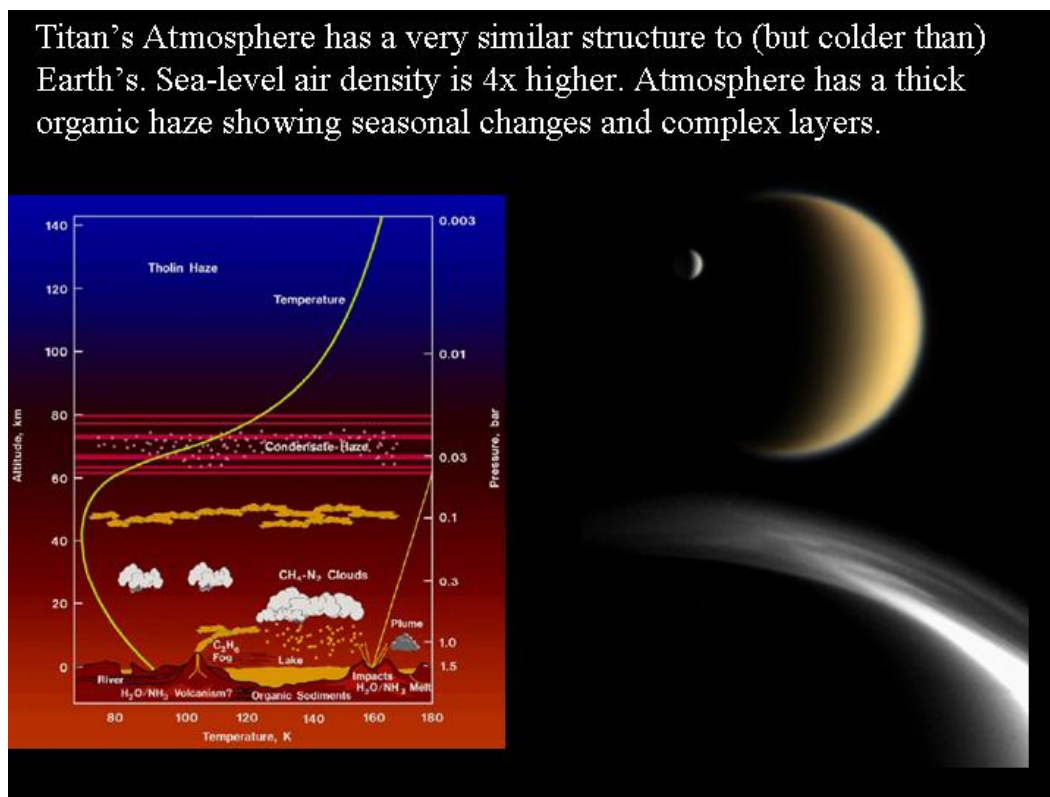 Titan’s Atmosphere has a very similar structure to (but colder than)
Earth’s. Sea-level air density is 4x higher. Atmosphere has a thick
organic haze showing seasonal changes and complex layers.
140
120
100
80
60
40
20
0
Altitude, km
Tholin Haze
Temperature
Condensate Haze
CH₄-N₂ Clouds
Plume
C₂H₆
Fog
Lake
River
Impacts
H₂O/NH₃ Volcanism?
Organic Sediments
H₂O/NH₃ Melt
0.003
0.01
0.03
0.1
0.3
1.0
1.5
Pressure, bar
80 100 120 140 160 180
Temperature, K